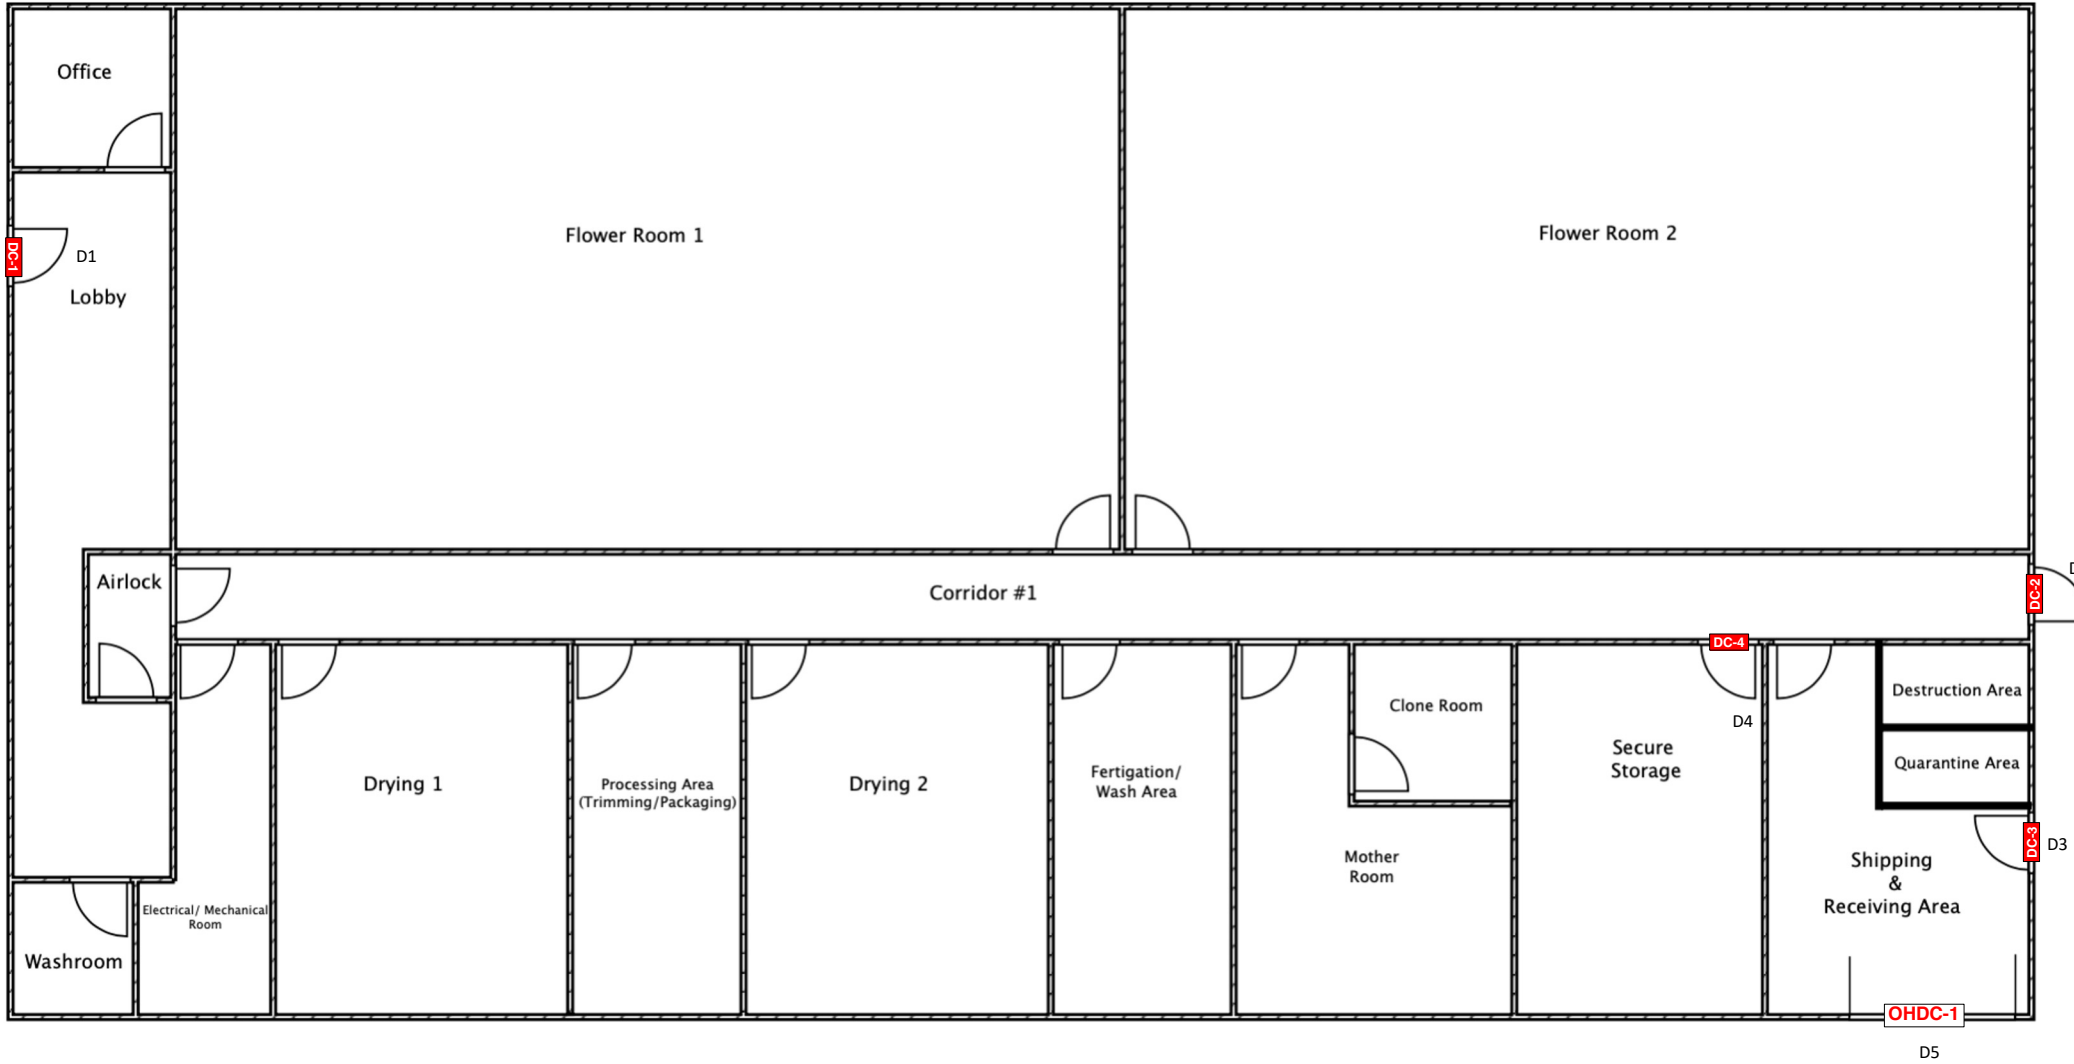 Office
Flower Room 1
Flower Room 2
DC-1
D1
Lobby
Airlock
Corridor #1
D
DC-2
DC-4
D4
Clone Room
Destruction Area
Quarantine Area
Drying 1
Processing Area
(Trimming/Packaging)
Drying 2
Fertigation/
Wash Area
Secure
Storage
Mother
Room
DC-3
D3
Shipping
&
Receiving Area
Electrical/ Mechanical
Room
Washroom
OHDC-1
D5